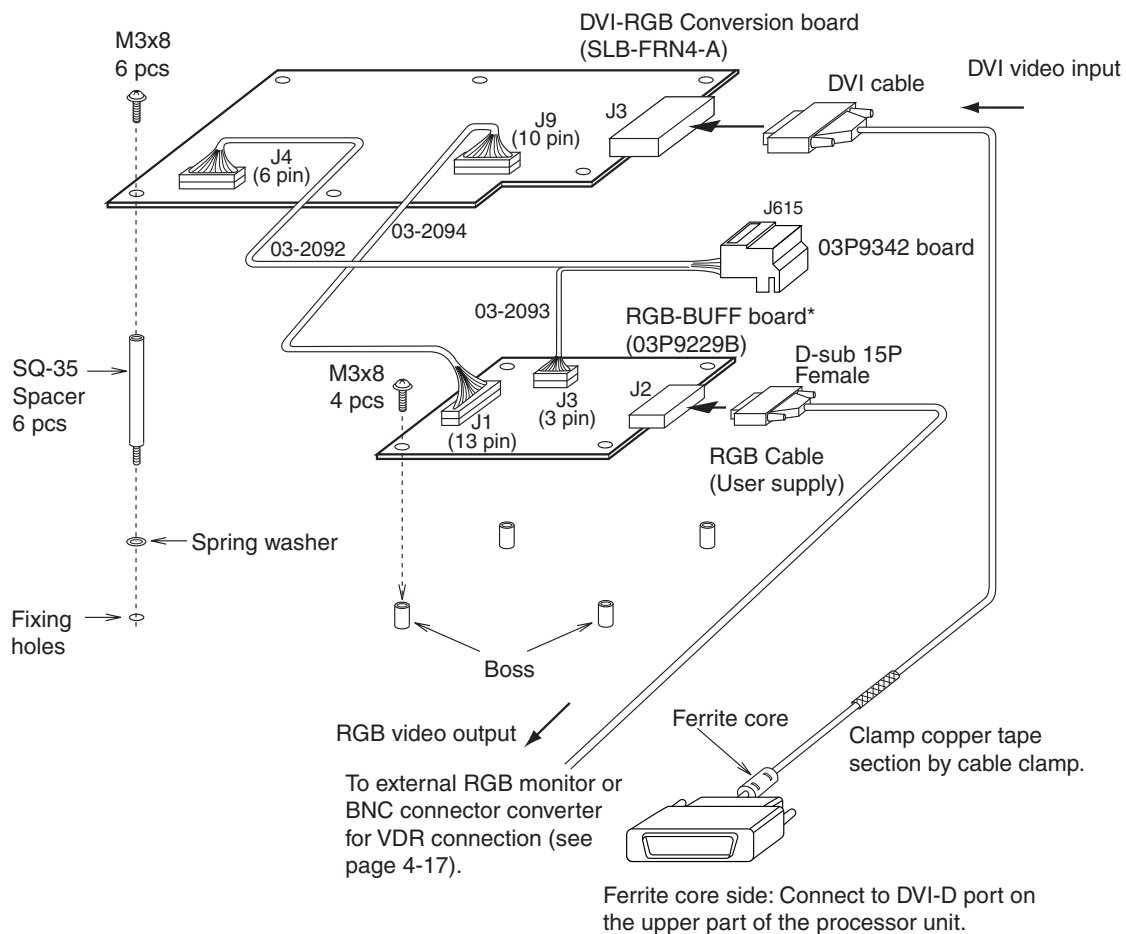 DVI-RGB Conversion board
(SLB-FRN4-A)
M3x8
6 pcs
DVI cable
DVI video input
J3
J9
(10 pin)
J4
(6 pin)
J615
03P9342 board
03-2094
03-2092
03-2093
RGB-BUFF board*
(03P9229B)
SQ-35
Spacer
6 pcs
M3x8
4 pcs
D-sub 15P
Female
J2
J3
(3 pin)
J1
(13 pin)
RGB Cable
(User supply)
Spring washer
Fixing
holes
Boss
RGB video output
Ferrite core
Clamp copper tape
section by cable clamp.
To external RGB monitor or
BNC connector converter
for VDR connection (see
page 4-17).
Ferrite core side: Connect to DVI-D port on
the upper part of the processor unit.